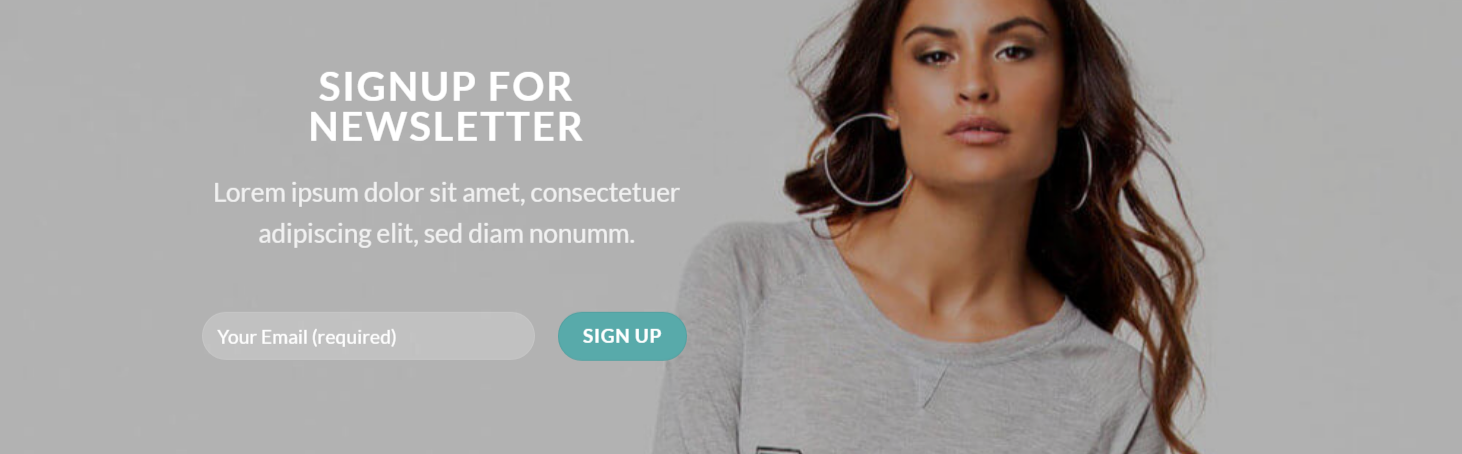 SIGNUP FOR
NEWSLETTER
Lorem ipsum dolor sit amet, consectetuer
adipiscing elit, sed diam nonumm.
Your Email (required)
SIGN UP